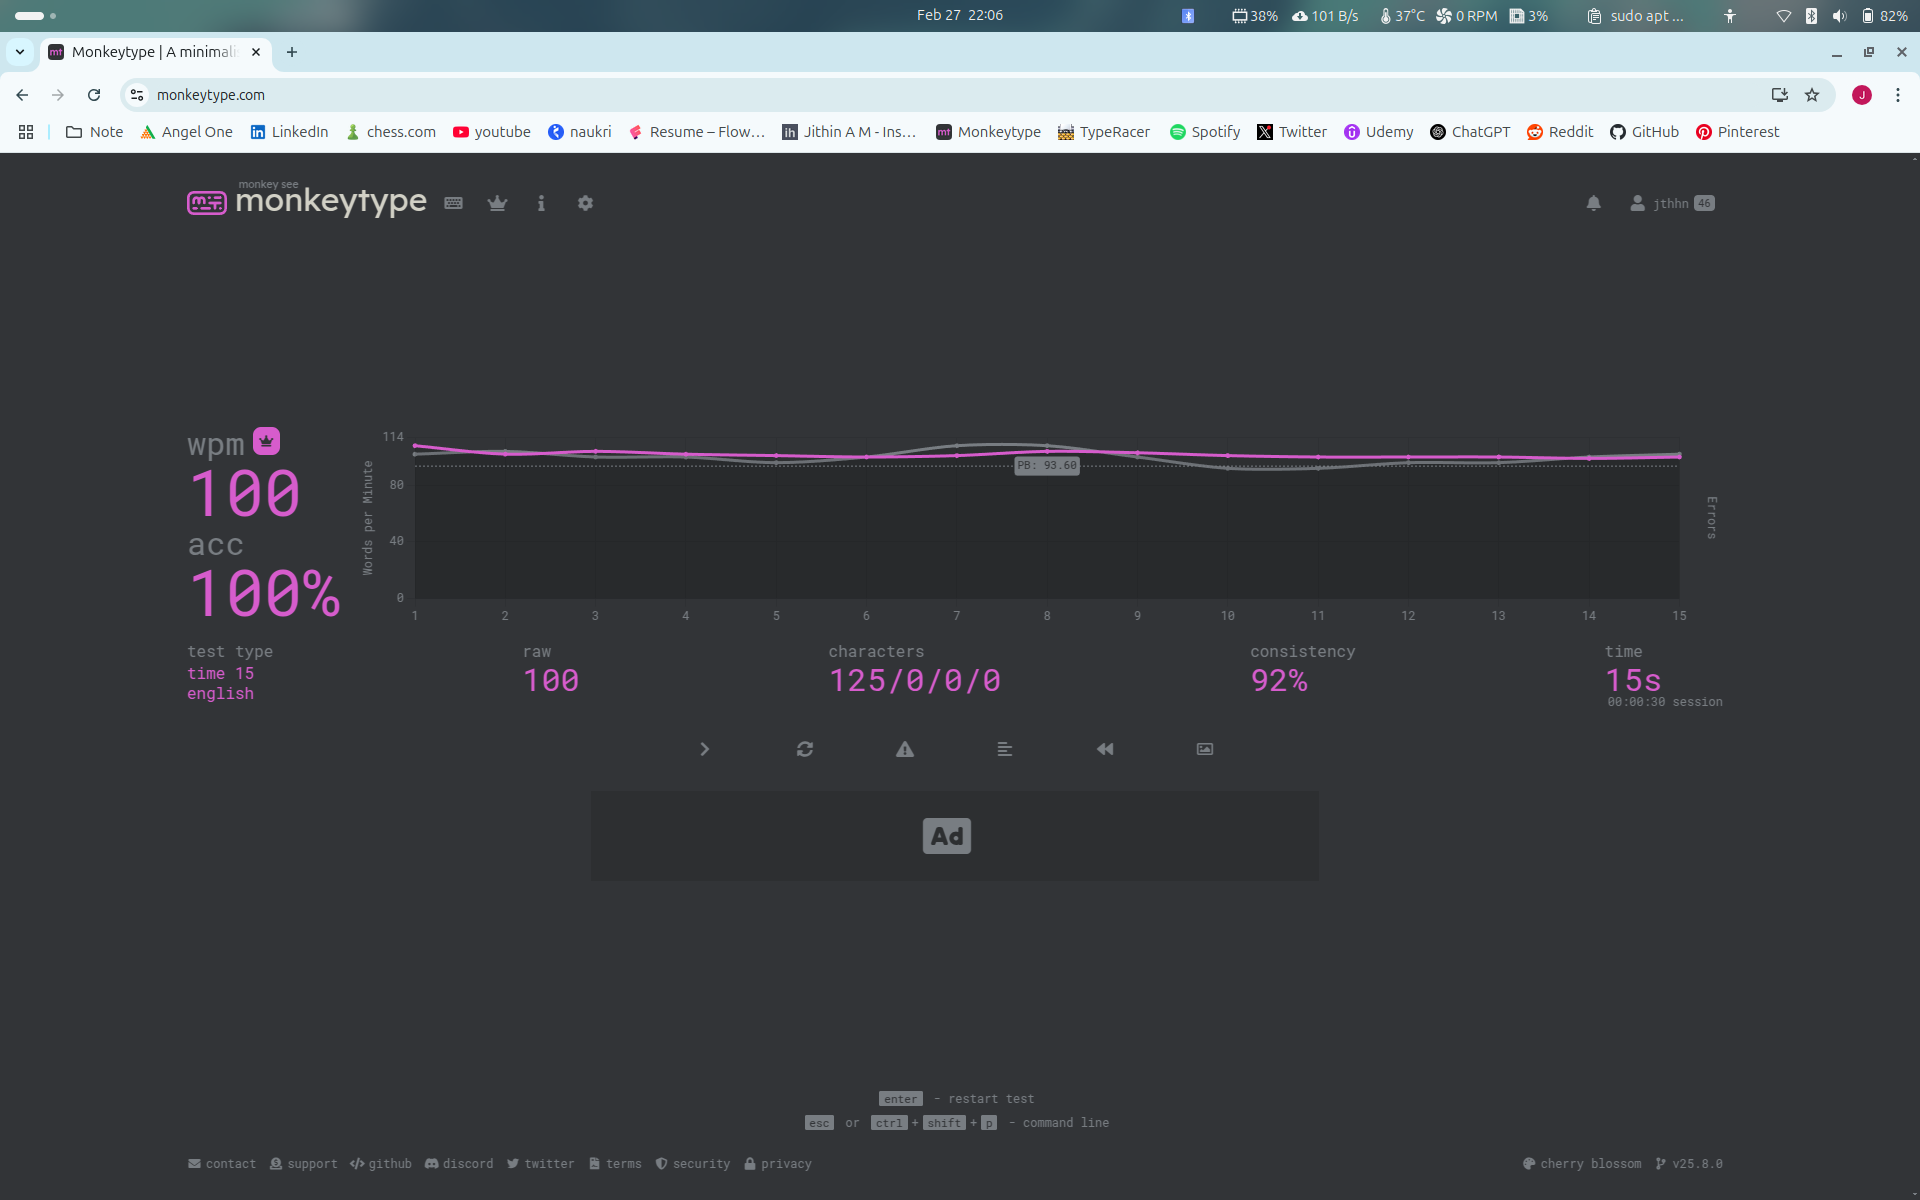 Feb 27 22:06
38% 101 B/s 37°C 0 RPM 3% sudo apt ... 82%
mt Monkeytype | A minimali
monkeytype.com J
Note Angel One LinkedIn chess.com youtube naukri Resume – Flow... ih Jithin A M - Ins... mt Monkeytype TypeRacer Spotify Twitter Udemy ChatGPT Reddit GitHub Pinterest
monkey see
monkeytype
jthhn 46
wpm
100
acc
100%
Words per Minute
114
80
40
0
PB: 93.60
Errors
1 2 3 4 5 6 7 8 9 10 11 12 13 14 15
test type
time 15
english
raw
100
characters
125/0/0/0
consistency
92%
time
15s
00:00:30 session
Ad
enter - restart test
esc or ctrl + shift + p - command line
contact support github discord twitter terms security privacy
cherry blossom v25.8.0